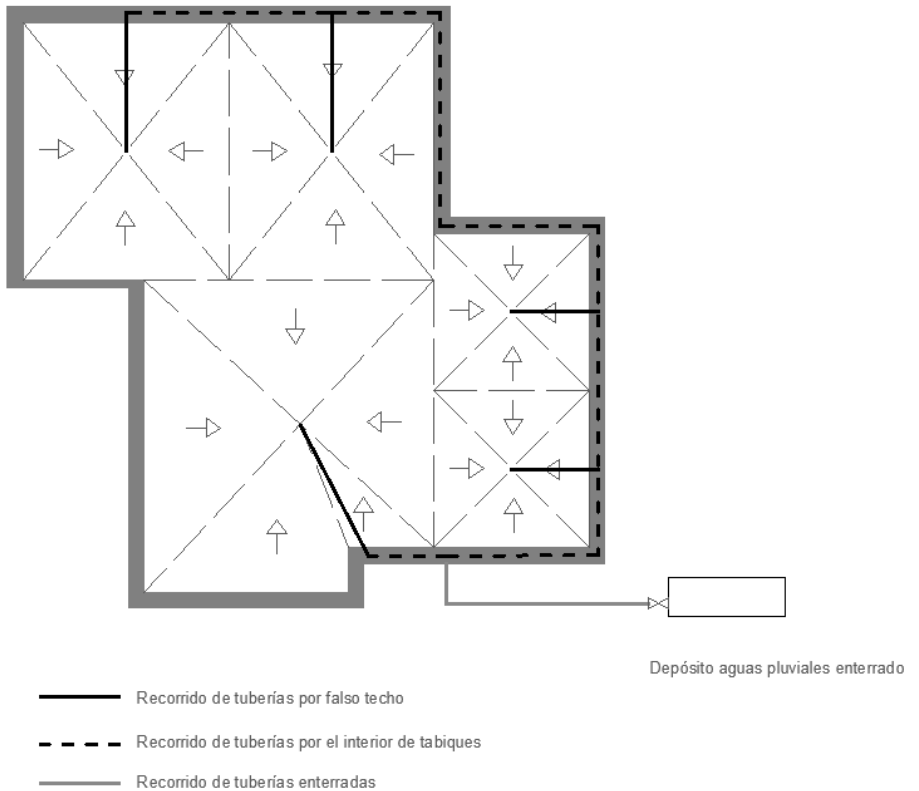 Depósito aguas pluviales enterrado
Recorrido de tuberías por falso techo
Recorrido de tuberías por el interior de tabiques
Recorrido de tuberías enterradas